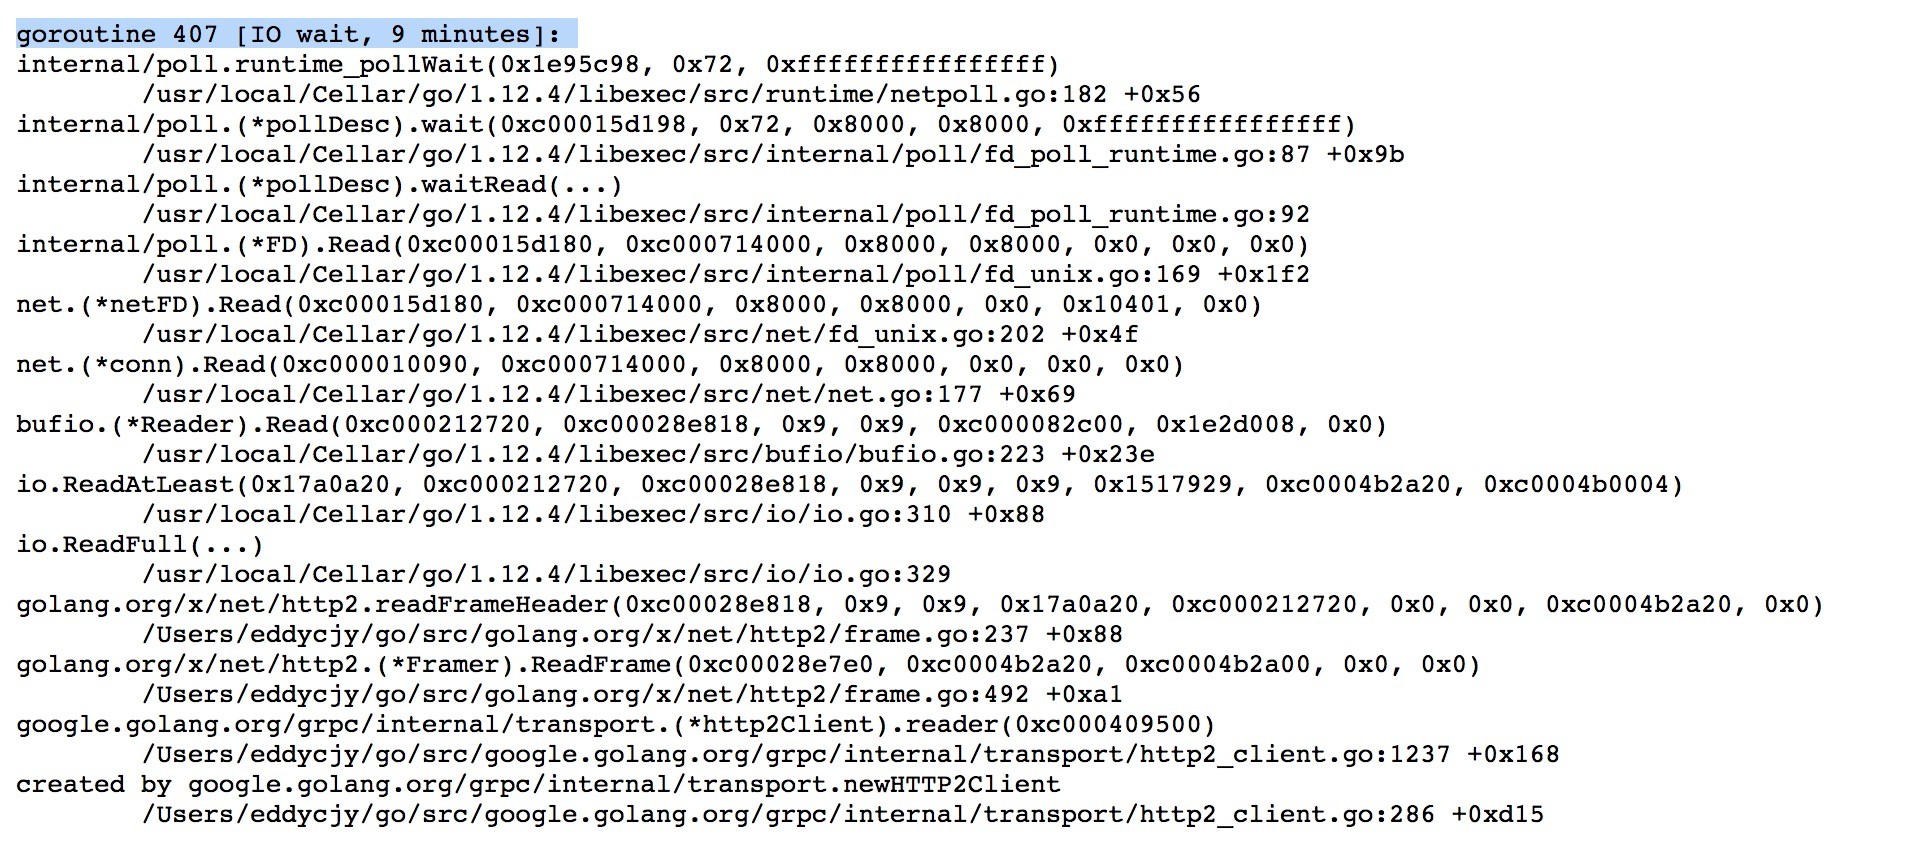 goroutine 407 [IO wait, 9 minutes]:
internal/poll.runtime_pollWait(0x1e95c98, 0x72, 0xffffffffffffffff)
/usr/local/Cellar/go/1.12.4/libexec/src/runtime/netpoll.go:182 +0x56
internal/poll.(*pollDesc).wait(0xc00015d198, 0x72, 0x8000, 0x8000, 0xffffffffffffffff)
/usr/local/Cellar/go/1.12.4/libexec/src/internal/poll/fd_poll_runtime.go:87 +0x9b
internal/poll.(*pollDesc).waitRead(...)
/usr/local/Cellar/go/1.12.4/libexec/src/internal/poll/fd_poll_runtime.go:92
internal/poll.(*FD).Read(0xc00015d180, 0xc000714000, 0x8000, 0x8000, 0x0, 0x0, 0x0)
/usr/local/Cellar/go/1.12.4/libexec/src/internal/poll/fd_unix.go:169 +0x1f2
net.(*netFD).Read(0xc00015d180, 0xc000714000, 0x8000, 0x8000, 0x0, 0x10401, 0x0)
/usr/local/Cellar/go/1.12.4/libexec/src/net/fd_unix.go:202 +0x4f
net.(*conn).Read(0xc000010090, 0xc000714000, 0x8000, 0x8000, 0x0, 0x0, 0x0)
/usr/local/Cellar/go/1.12.4/libexec/src/net/net.go:177 +0x69
bufio.(*Reader).Read(0xc000212720, 0xc00028e818, 0x9, 0x9, 0xc000082c00, 0x1e2d008, 0x0)
/usr/local/Cellar/go/1.12.4/libexec/src/bufio/bufio.go:223 +0x23e
io.ReadAtLeast(0x17a0a20, 0xc000212720, 0xc00028e818, 0x9, 0x9, 0x9, 0x1517929, 0xc0004b2a20, 0xc0004b0004)
/usr/local/Cellar/go/1.12.4/libexec/src/io/io.go:310 +0x88
io.ReadFull(...)
/usr/local/Cellar/go/1.12.4/libexec/src/io/io.go:329
golang.org/x/net/http2.readFrameHeader(0xc00028e818, 0x9, 0x9, 0x17a0a20, 0xc000212720, 0x0, 0x0, 0xc0004b2a20, 0x0)
/Users/eddycjy/go/src/golang.org/x/net/http2/frame.go:237 +0x88
golang.org/x/net/http2.(*Framer).ReadFrame(0xc00028e7e0, 0xc0004b2a20, 0xc0004b2a00, 0x0, 0x0)
/Users/eddycjy/go/src/golang.org/x/net/http2/frame.go:492 +0xa1
google.golang.org/grpc/internal/transport.(*http2Client).reader(0xc000409500)
/Users/eddycjy/go/src/google.golang.org/grpc/internal/transport/http2_client.go:1237 +0x168
created by google.golang.org/grpc/internal/transport.newHTTP2Client
/Users/eddycjy/go/src/google.golang.org/grpc/internal/transport/http2_client.go:286 +0xd15